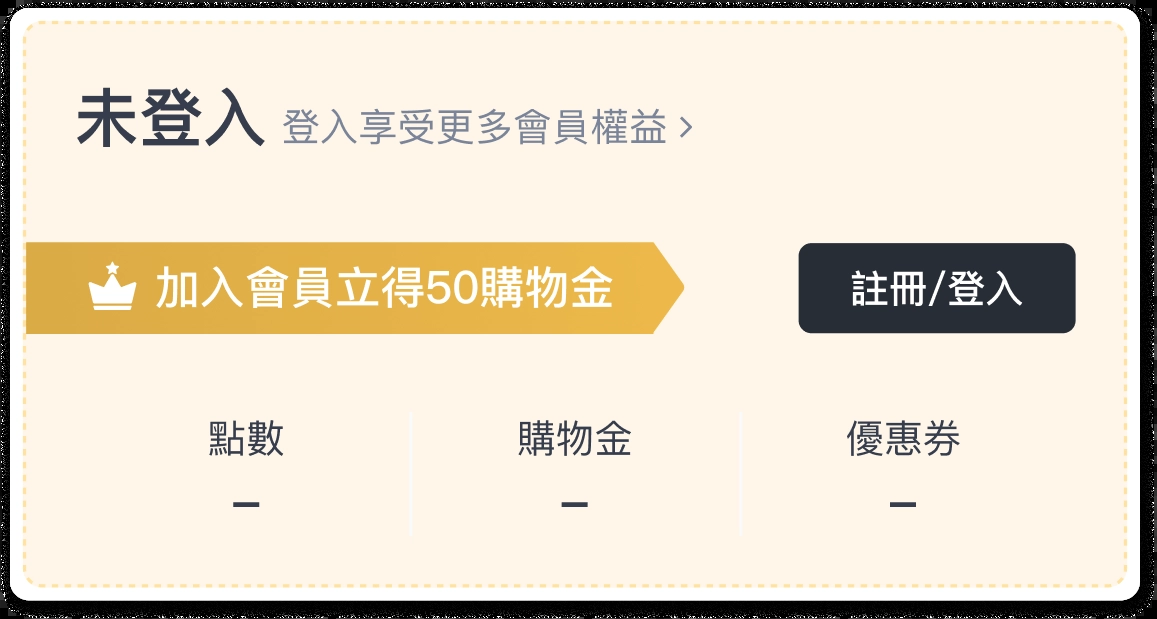 未登入 登入享受更多會員權益 >
加入會員立得50購物金
註冊/登入
點數 購物金 優惠券
– – –